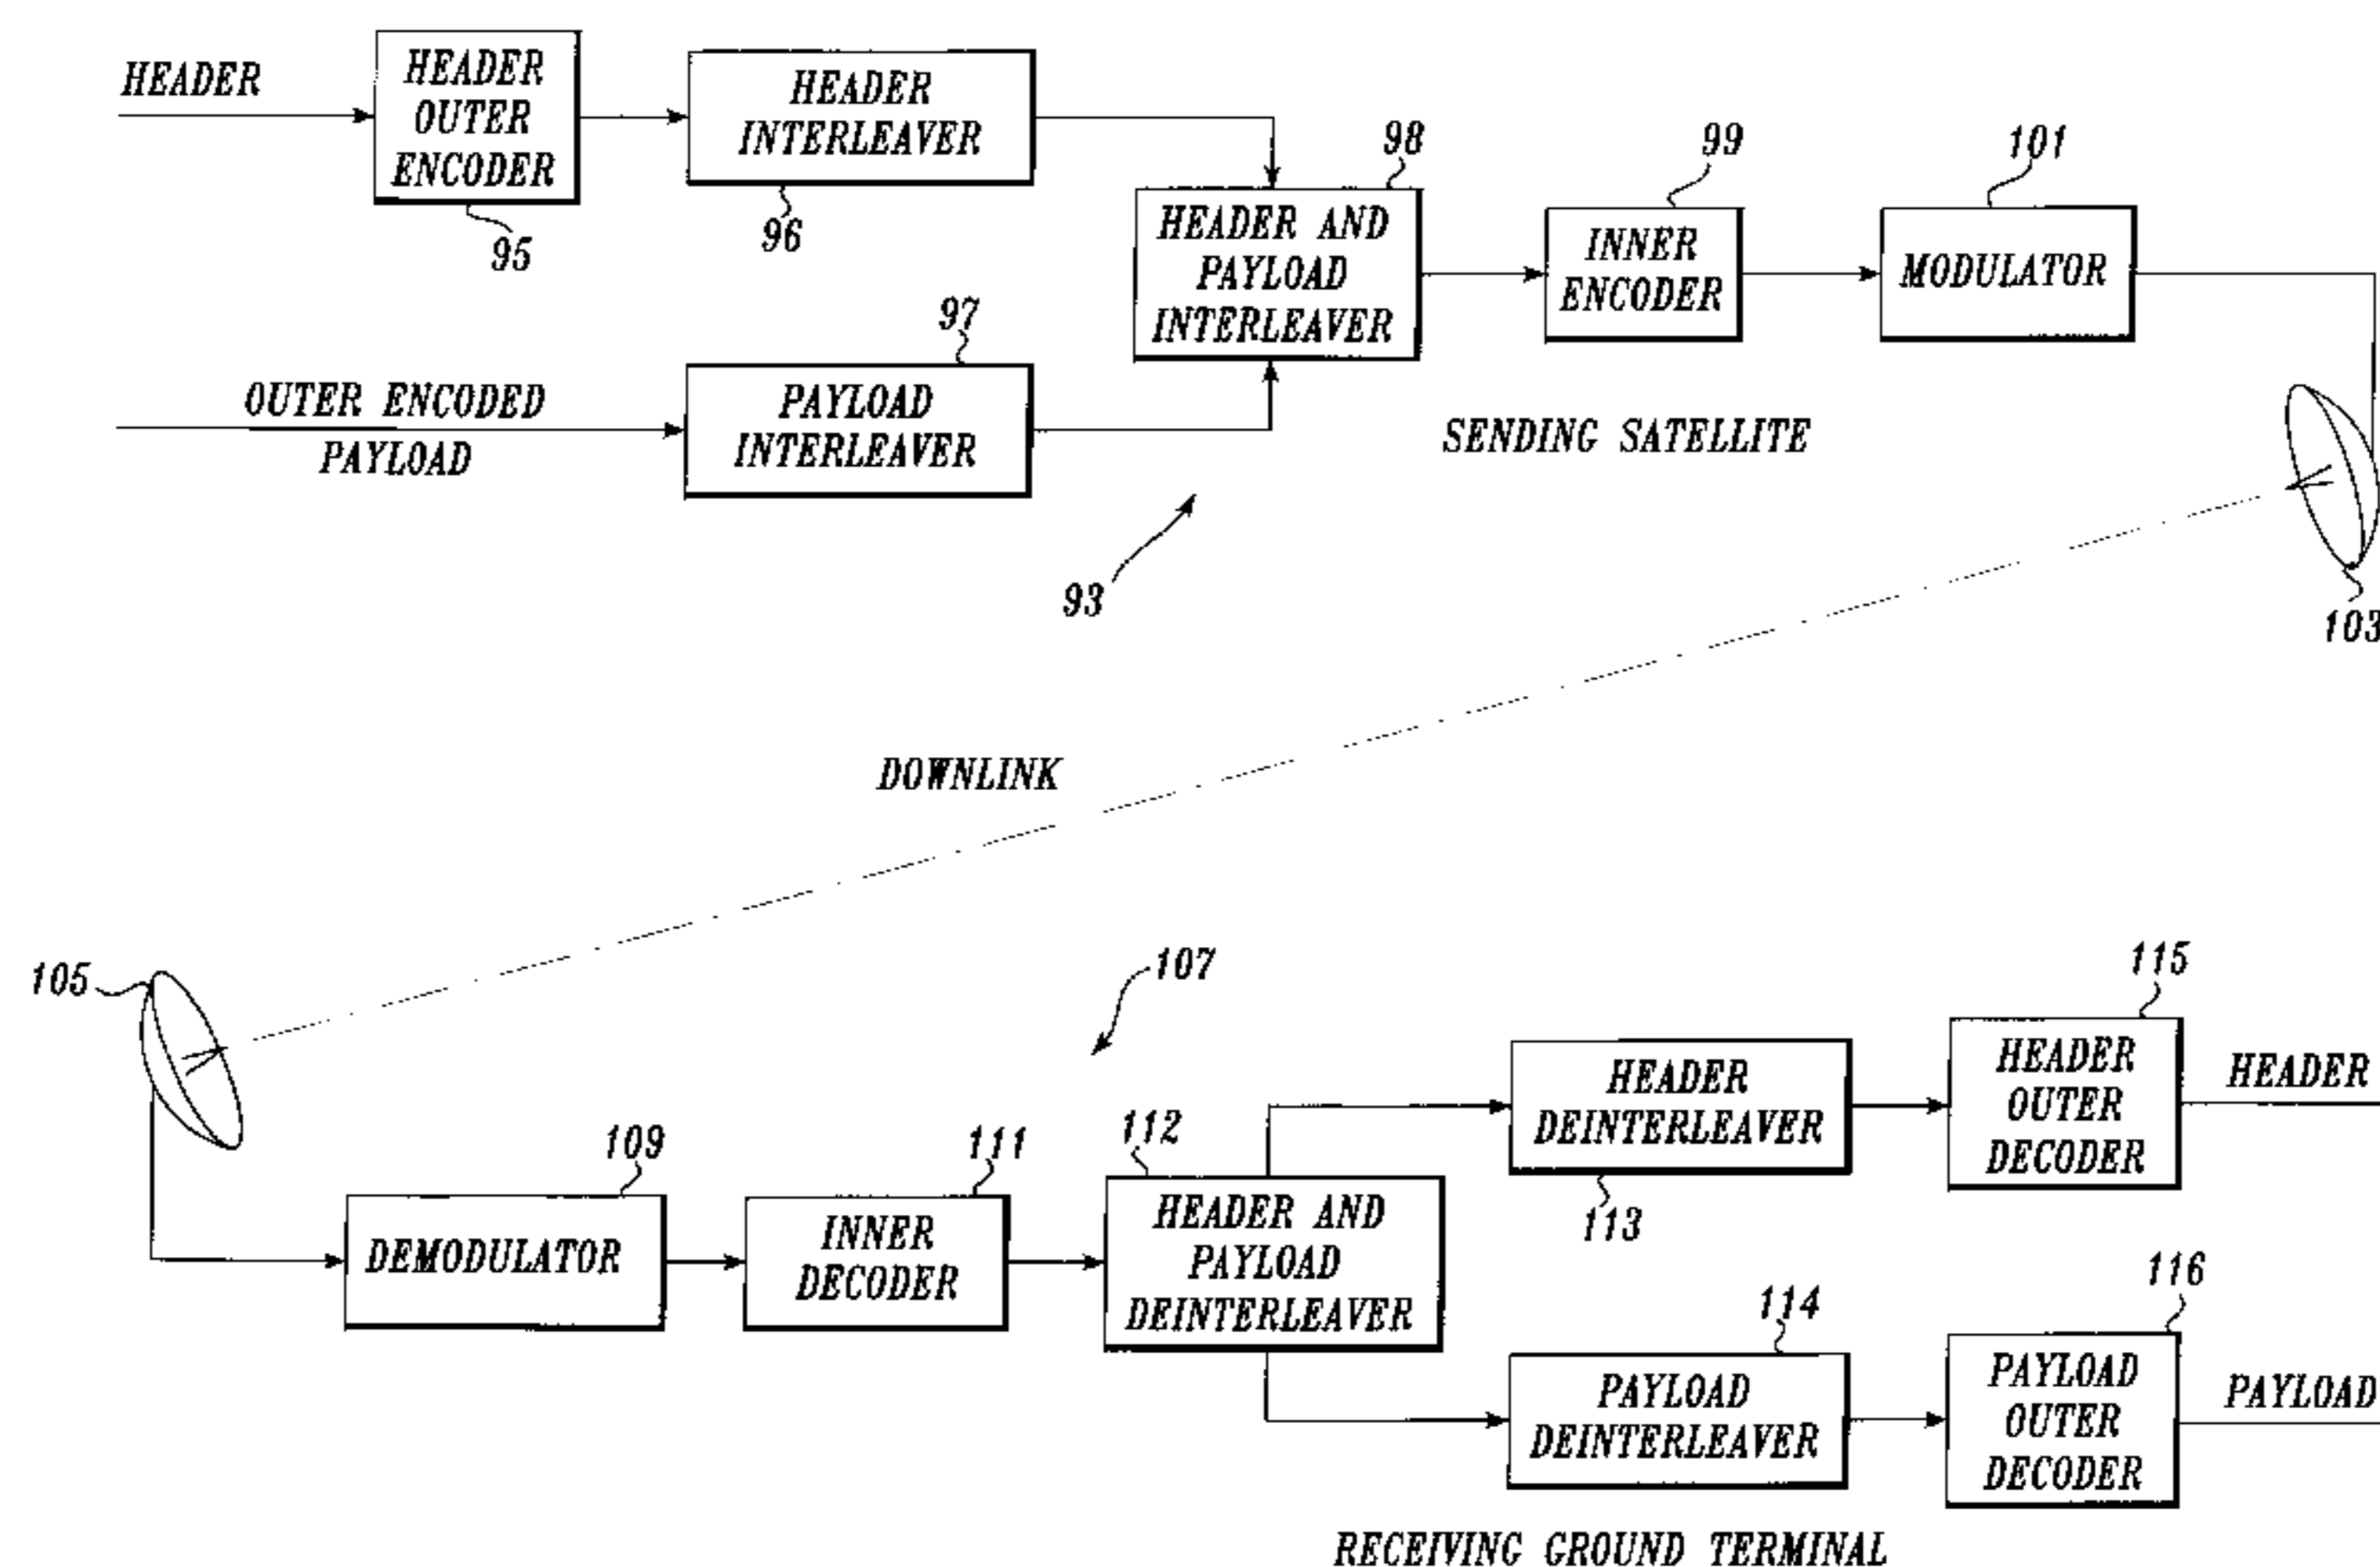 HEADER
HEADER
OUTER
ENCODER
95
HEADER
INTERLEAVER
96
OUTER ENCODED
PAYLOAD
PAYLOAD
INTERLEAVER
97
HEADER AND
PAYLOAD
INTERLEAVER
98
INNER
ENCODER
99
MODULATOR
101
SENDING SATELLITE
93
103
DOWNLINK
105
107
DEMODULATOR
109
INNER
DECODER
111
HEADER AND
PAYLOAD
DEINTERLEAVER
112
HEADER
DEINTERLEAVER
113
HEADER
OUTER
DECODER
115
HEADER
PAYLOAD
DEINTERLEAVER
114
PAYLOAD
OUTER
DECODER
116
PAYLOAD
RECEIVING GROUND TERMINAL